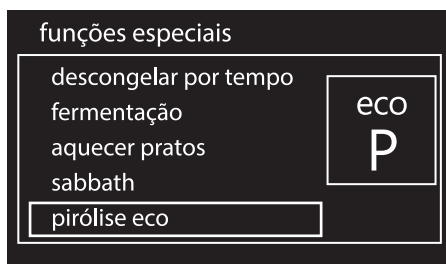 funções especiais
descongelar por tempo
fermentação
aquecer pratos
sabbath
pirólise eco
eco
P